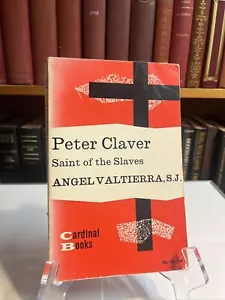 Peter Claver
Saint of the Slaves
ANGEL VALTIERRA, S.J.
Cardinal
Books